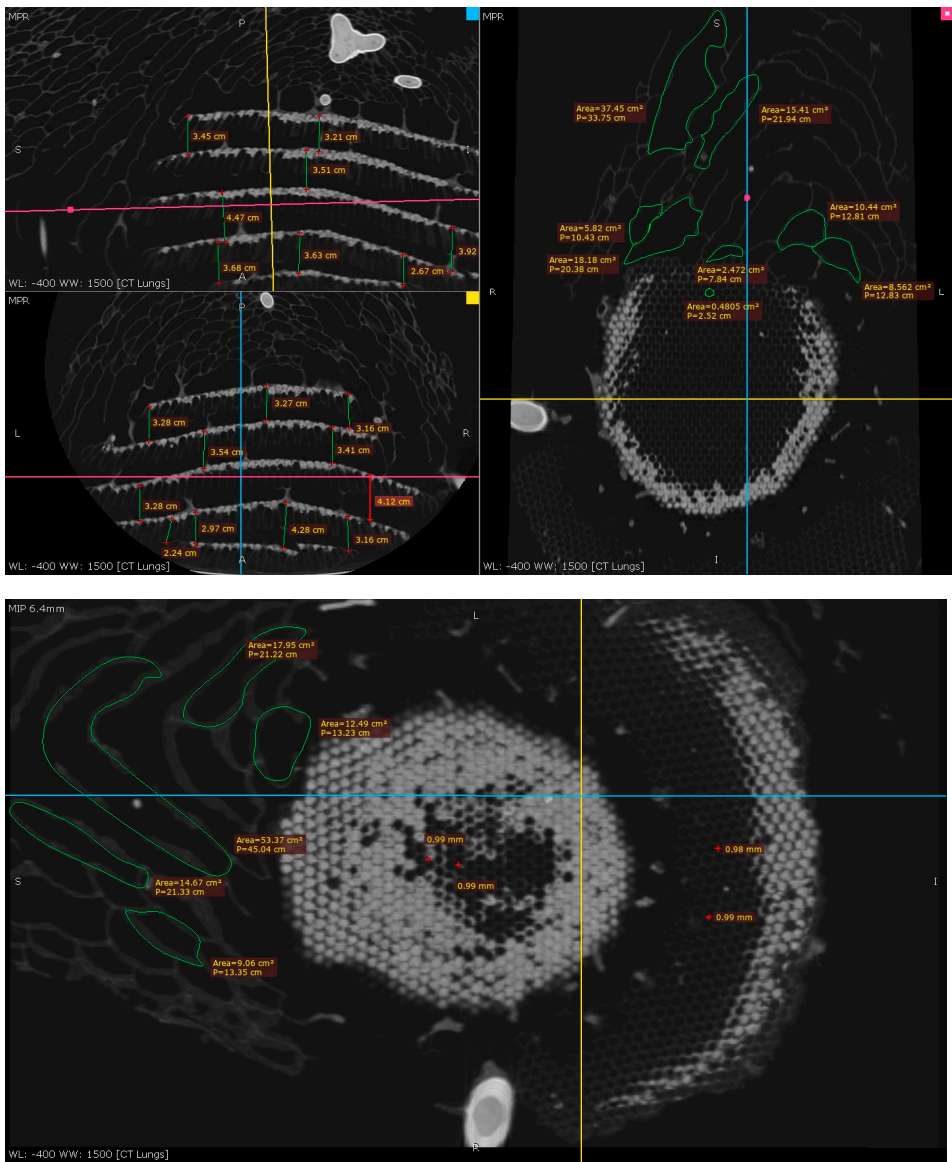 MPR
P
3.45 cm
3.21 cm
S
I
3.51 cm
4.47 cm
3.68 cm
3.63 cm
3.92
2.67 cm
A
WL: -400 WW: 1500 [CT Lungs]
MPR
P
3.27 cm
3.28 cm
3.16 cm
L
R
3.54 cm
3.41 cm
4.12 cm
3.28 cm
2.97 cm
4.28 cm
3.16 cm
2.24 cm
A
WL: -400 WW: 1500 [CT Lungs]
MPR
S
Area=37.45 cm²
P=33.75 cm
Area=15.41 cm²
P=21.94 cm
Area=10.44 cm²
P=12.81 cm
Area=5.82 cm²
P=10.43 cm
Area=18.18 cm²
P=20.38 cm
Area=2.472 cm²
P=7.84 cm
Area=8.562 cm²
P=12.83 cm
R
L
Area=0.4805 cm²
P=2.52 cm
I
WL: -400 WW: 1500 [CT Lungs]
MIP 6.4mm
L
Area=17.95 cm²
P=21.22 cm
Area=12.49 cm²
P=13.23 cm
Area=53.37 cm²
P=45.04 cm
0.99 mm
0.98 mm
0.99 mm
S
I
Area=14.67 cm²
P=21.33 cm
0.99 mm
Area=9.06 cm²
P=13.35 cm
R
WL: -400 WW: 1500 [CT Lungs]